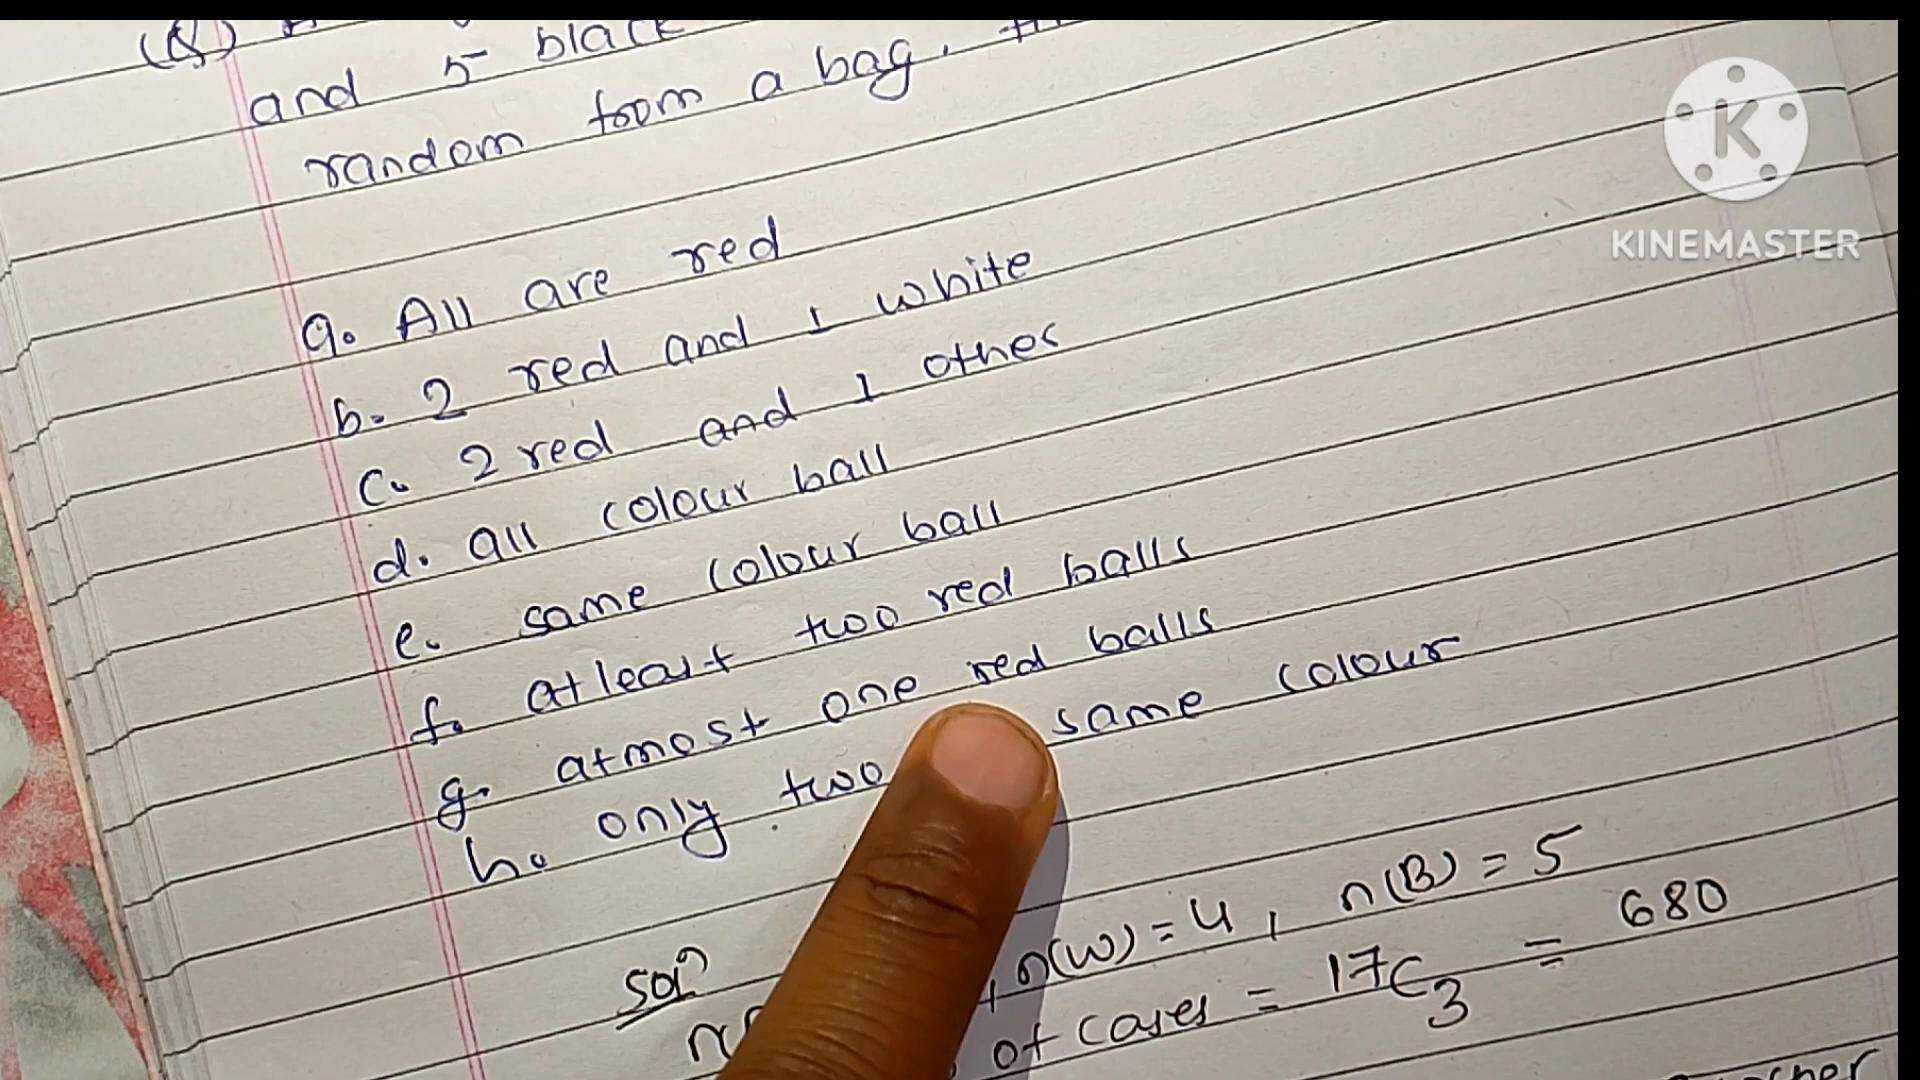 (Q)
and 5 black
random from a bag.
a. All are red
b. 2 red and 1 white
c. 2 red and 1 other
d. all colour ball
e. same colour ball
f. atleast two red balls
g. atmost one red balls
h. only two same colour
Soln
n(W) = 4, n(B) = 5
of cases = 17C3 = 680
KINEMASTER